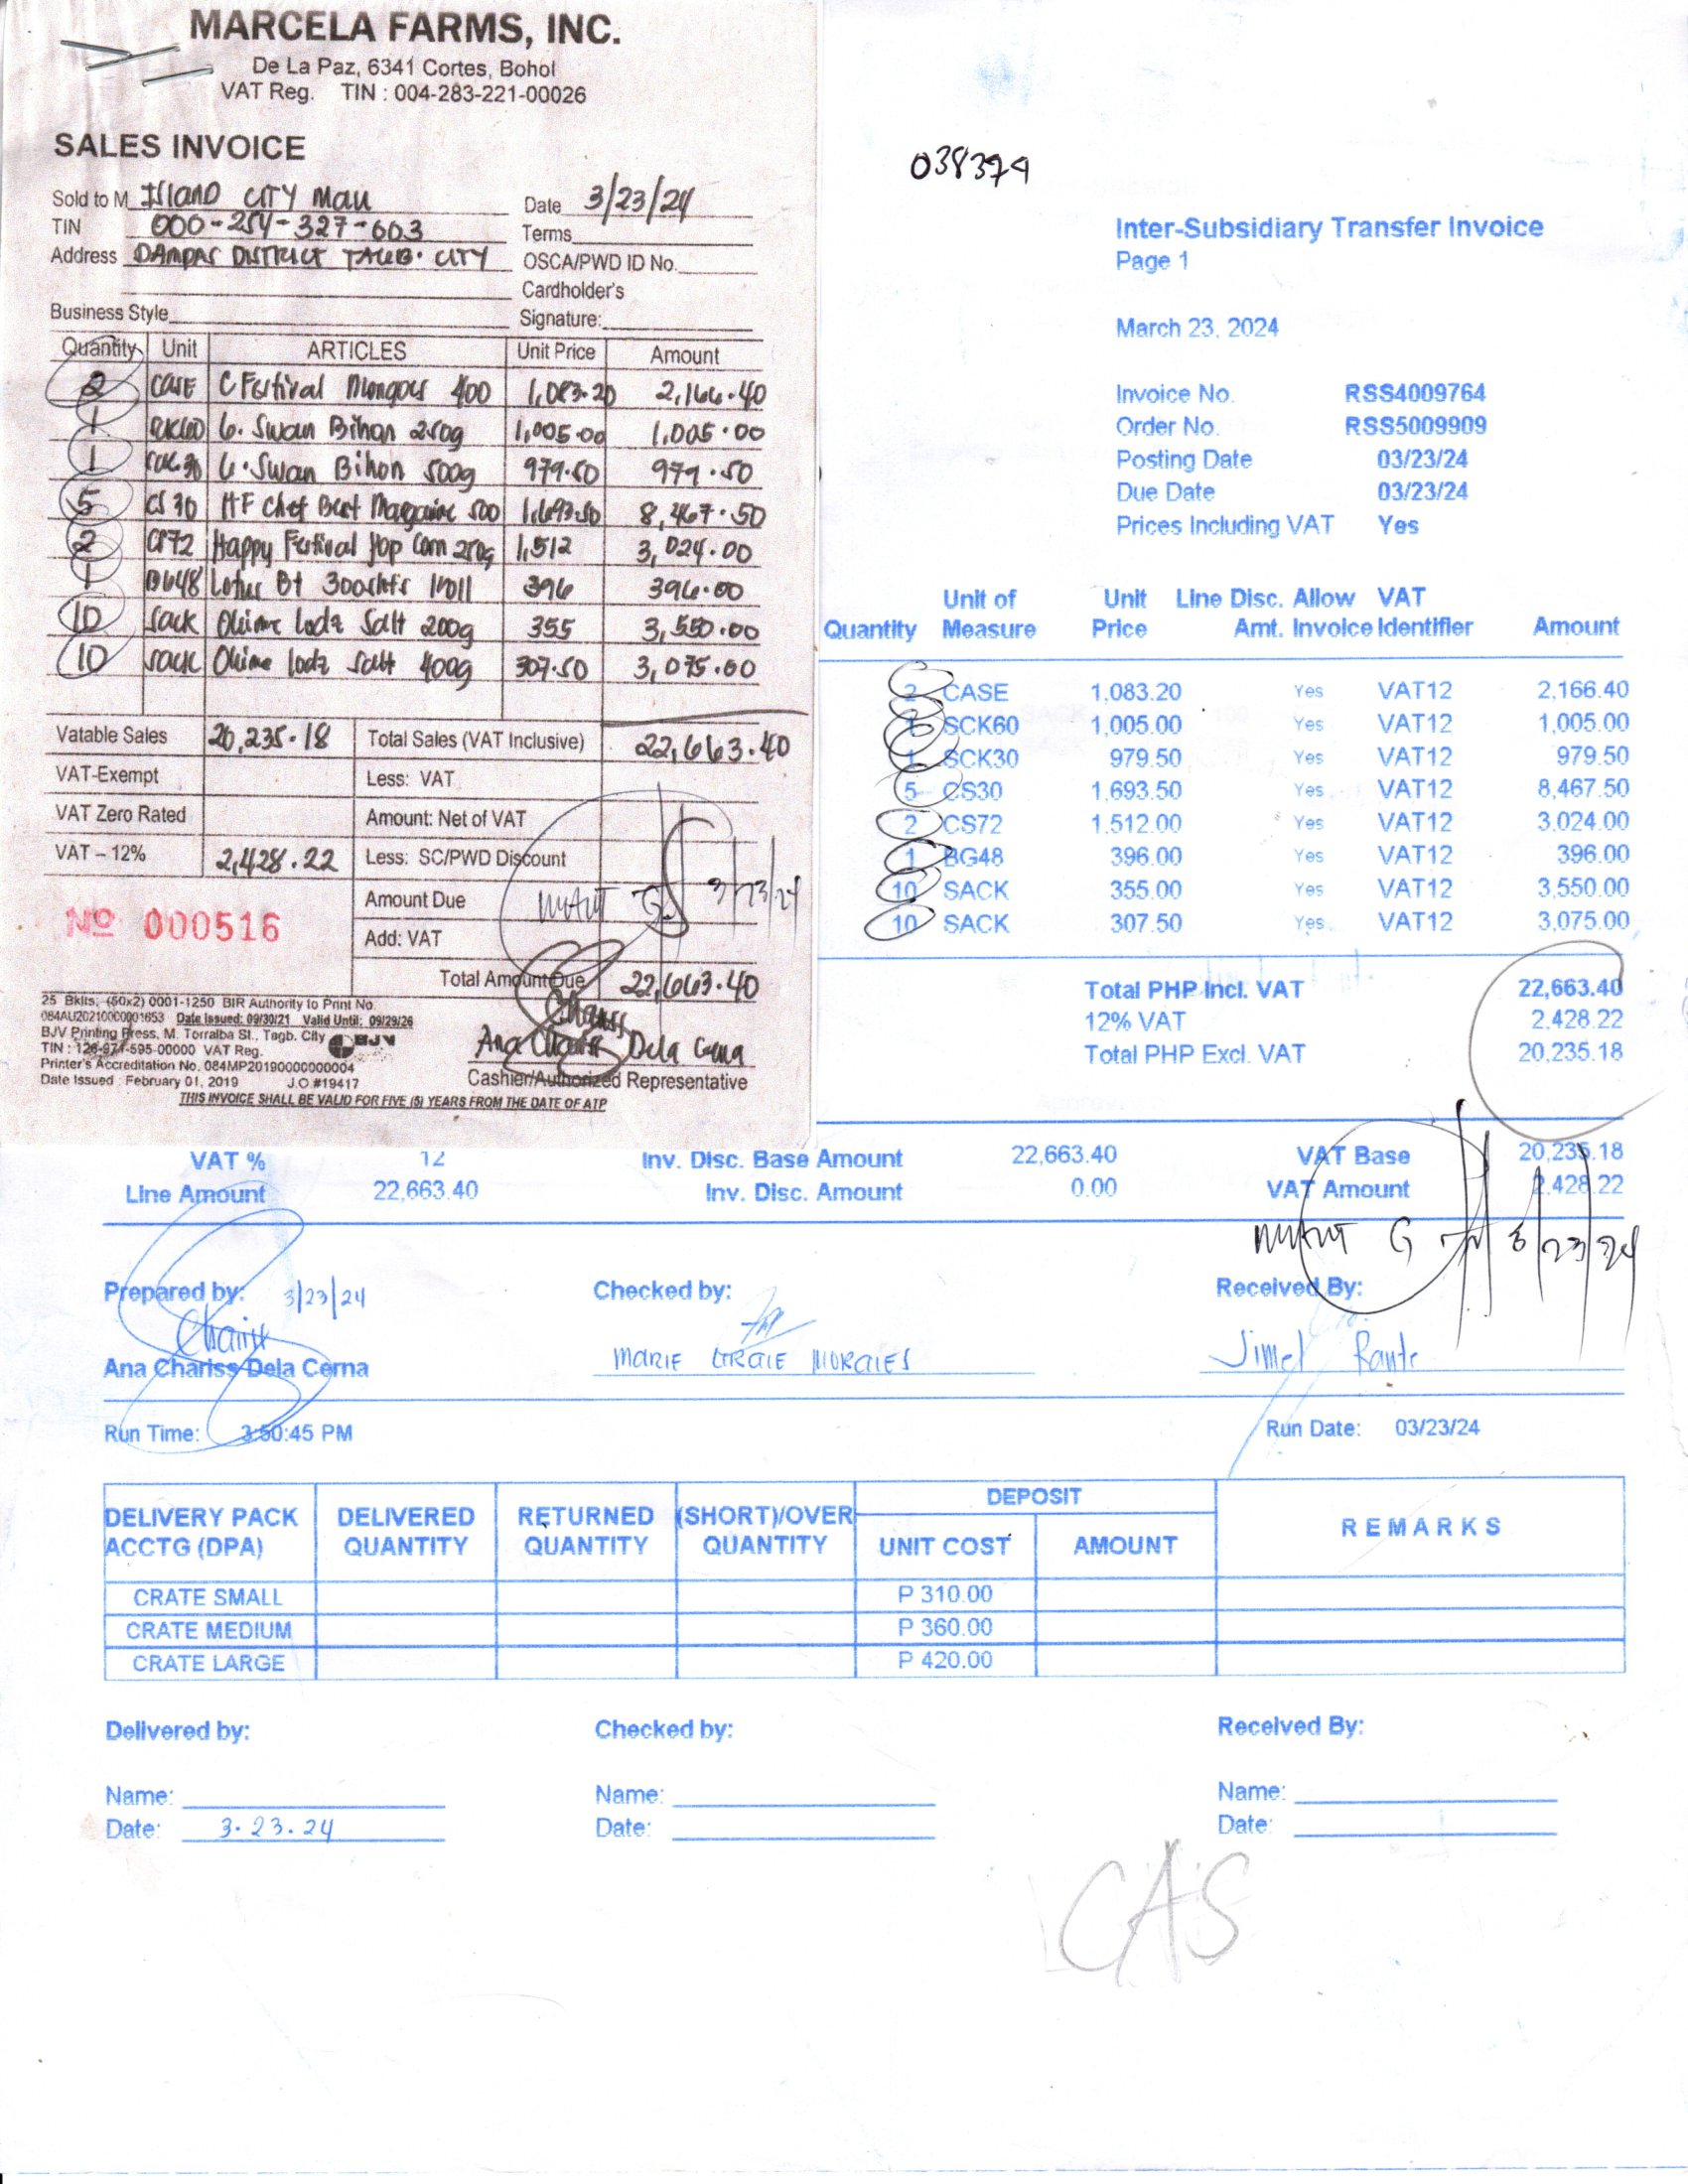 MARCELA FARMS, INC.
De La Paz, 6341 Cortes, Bohol
VAT Reg. TIN : 004-283-221-00026
SALES INVOICE
Sold to M Island City Mall
Date 3/23/24
TIN 000-254-327-603
Terms
Address DAMPAS DISTRICT TAGB. CITY
OSCA/PWD ID No.
Cardholder's
Business Style
Signature:
Quantity Unit ARTICLES Unit Price Amount
2 CASE C Festival Mongous 400 1,083.20 2,166.40
1 SCK60 G. Swan Bihon 250g 1,005.00 1,005.00
1 SCK30 G. Swan Bihon 500g 979.50 979.50
5 CS30 HF Chef Best Margarine 500 1,693.50 8,467.50
2 CS72 Happy Festival Pop Corn 250g 1,512 3,024.00
1 BG48 Lotus Bt 300shts 1roll 396 396.00
10 Sack Iodz Salt 200g 355 3,550.00
10 Sack Iodz Salt 400g 307.50 3,075.00
Vatable Sales 20,235.18 Total Sales (VAT Inclusive) 22,663.40
VAT-Exempt Less: VAT
VAT Zero Rated Amount: Net of VAT
VAT – 12% 2,428.22 Less: SC/PWD Discount
Amount Due
3/23/24
Nº 000516
Add: VAT
Total Amount Due 22,663.40
25 Bklts. (50x2) 0001-1250 BIR Authority to Print No.
084AU20210000001653 Date Issued: 09/30/21 Valid Until: 09/29/26
BJV Printing Press, M. Torralba St., Tagb. City BJV
TIN : 126-971-595-00000 VAT Reg.
Printer's Accreditation No. 084MP20190000000004
Date Issued : February 01, 2019 J.O.#19417
Ana Chariss Dela Cerna
Cashier/Authorized Representative
THIS INVOICE SHALL BE VALID FOR FIVE (5) YEARS FROM THE DATE OF ATP
038379
Inter-Subsidiary Transfer Invoice
Page 1
March 23, 2024
Invoice No. RSS4009764
Order No. RSS5009909
Posting Date 03/23/24
Due Date 03/23/24
Prices Including VAT Yes
Quantity Unit of Measure Unit Price Line Disc. Amt. Allow Invoice VAT Identifier Amount
2 CASE 1,083.20 Yes VAT12 2,166.40
1 SCK60 1,005.00 Yes VAT12 1,005.00
1 SCK30 979.50 Yes VAT12 979.50
5 CS30 1,693.50 Yes VAT12 8,467.50
2 CS72 1.512.00 Yes VAT12 3,024.00
1 BG48 396.00 Yes VAT12 396.00
10 SACK 355.00 Yes VAT12 3,550.00
10 SACK 307.50 Yes VAT12 3,075.00
Total PHP Incl. VAT 22,663.40
12% VAT 2,428.22
Total PHP Excl. VAT 20,235.18
VAT % 12 Inv. Disc. Base Amount 22,663.40 VAT Base 20,235.18
Line Amount 22,663.40 Inv. Disc. Amount 0.00 VAT Amount 2,428.22
3/23/24
Prepared by: 3/23/24 Checked by: Received By:
Chariss
Ana Chariss Dela Cerna MARIE GRACE MORALES Jimel Rante
Run Time: 3:50:45 PM Run Date: 03/23/24
DELIVERY PACK ACCTG (DPA) DELIVERED QUANTITY RETURNED QUANTITY (SHORT)/OVER QUANTITY DEPOSIT REMARKS
UNIT COST AMOUNT
CRATE SMALL P 310.00
CRATE MEDIUM P 360.00
CRATE LARGE P 420.00
Delivered by: Checked by: Received By:
Name: Name: Name:
Date: 3.23.24 Date: Date:
CAS